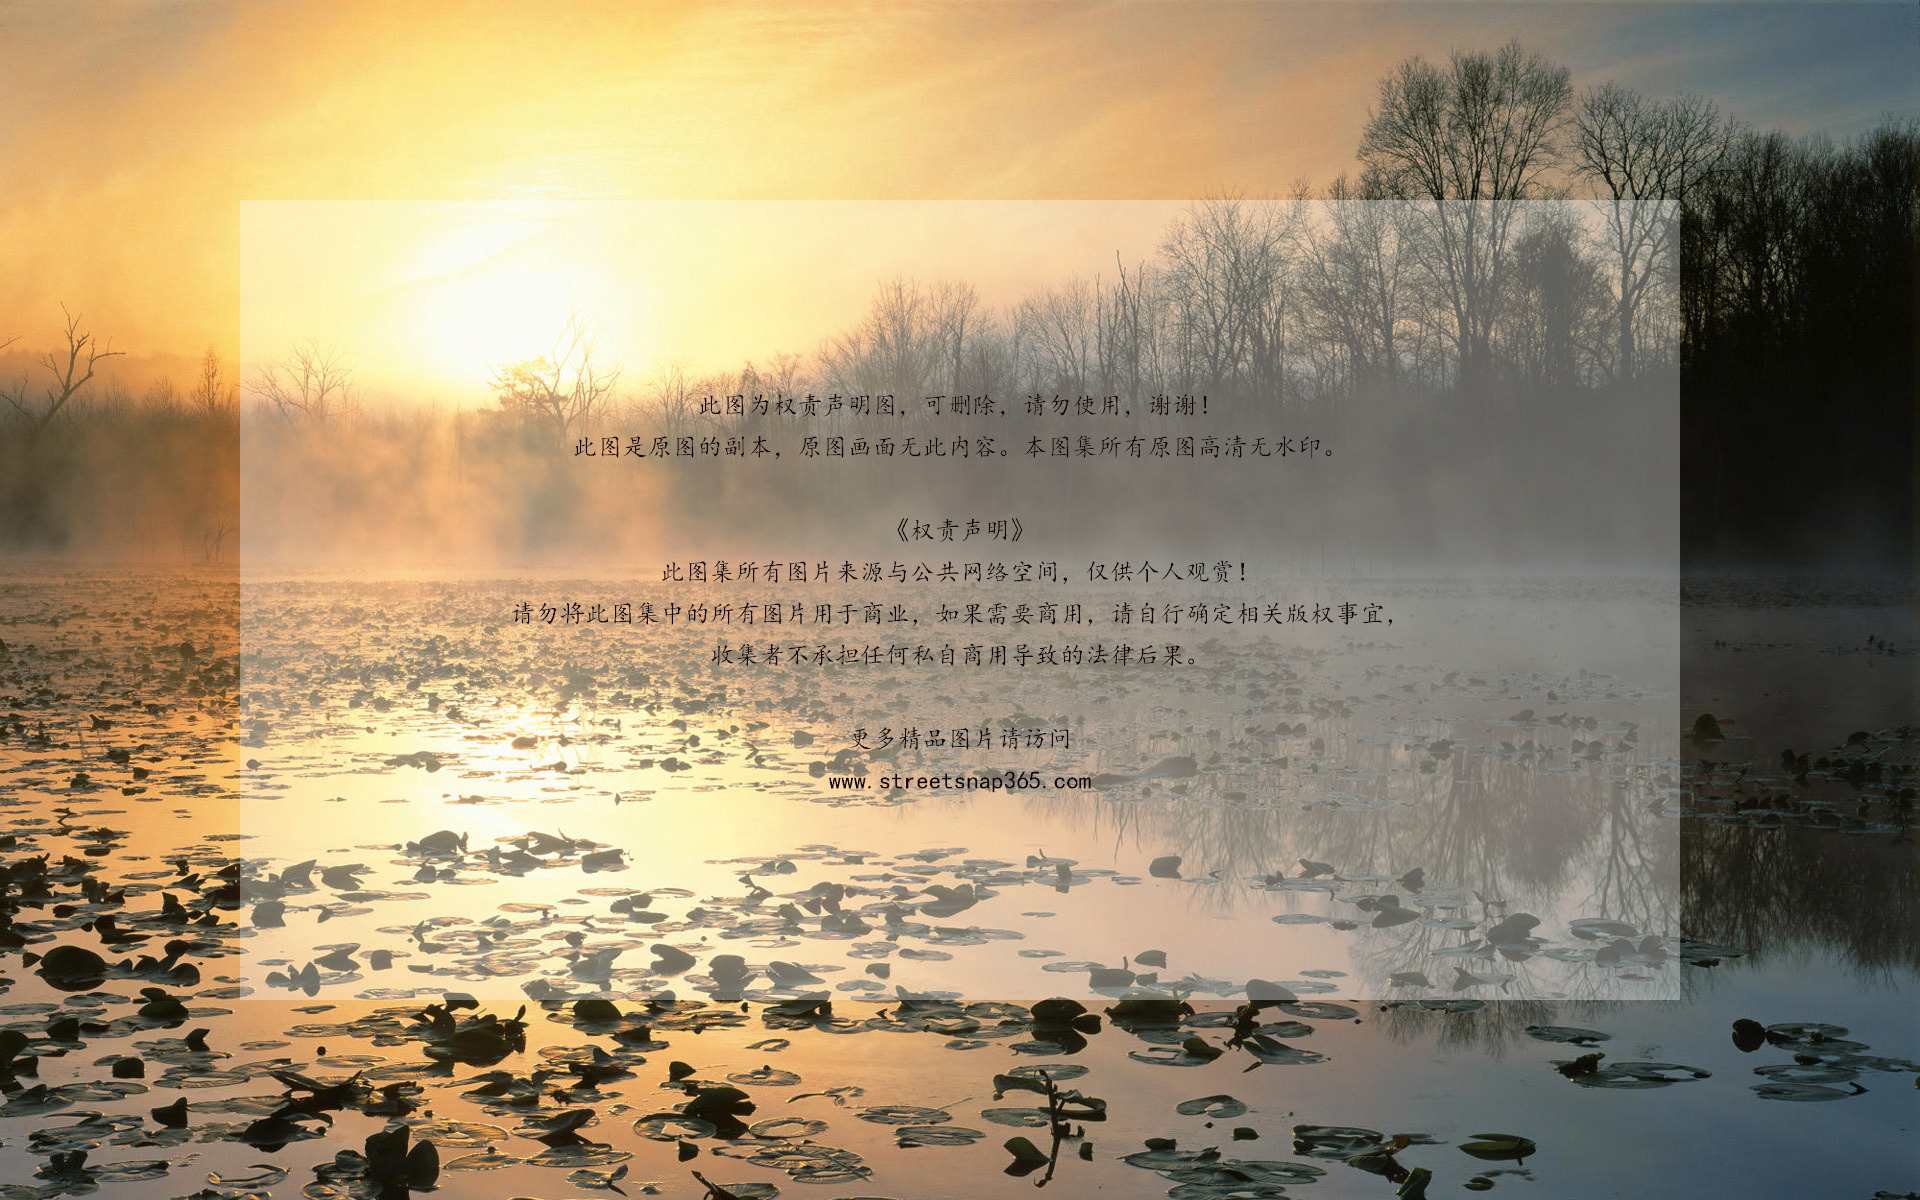 此图为权责声明图，可删除，请勿使用，谢谢！
此图是原图的副本，原图画面无此内容。本图集所有原图高清无水印。
《权责声明》
此图集所有图片来源与公共网络空间，仅供个人观赏！
请勿将此图集中的所有图片用于商业，如果需要商用，请自行确定相关版权事宜，
收集者不承担任何私自商用导致的法律后果。
更多精品图片请访问
www.streetsnap365.com